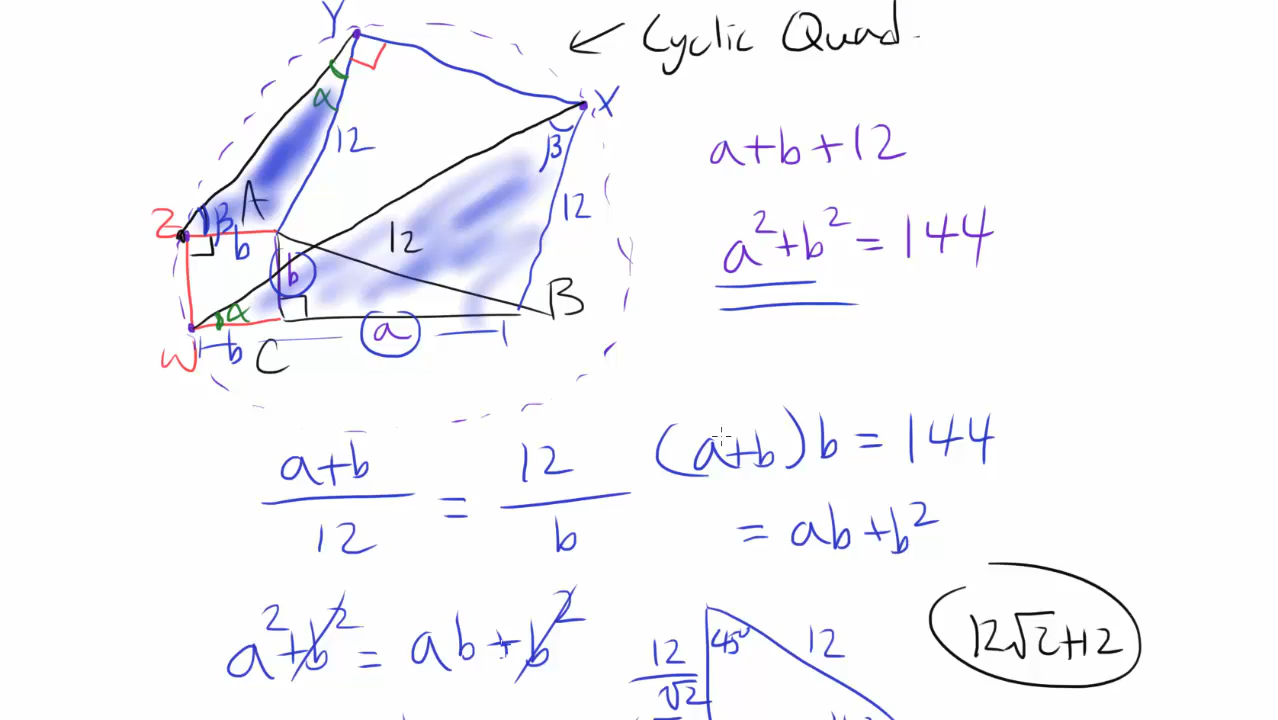 Y
← Cyclic Quad.
X
α
12
β
a+b+12
12
A
Z
β
b
12
a²+b² = 144
b
α
B
a
W
b
C
a+b/12 = 12/b
(a+b)b = 144
= ab+b²
12√2+12
a²+b² = ab+b²
45°
12
12/√2